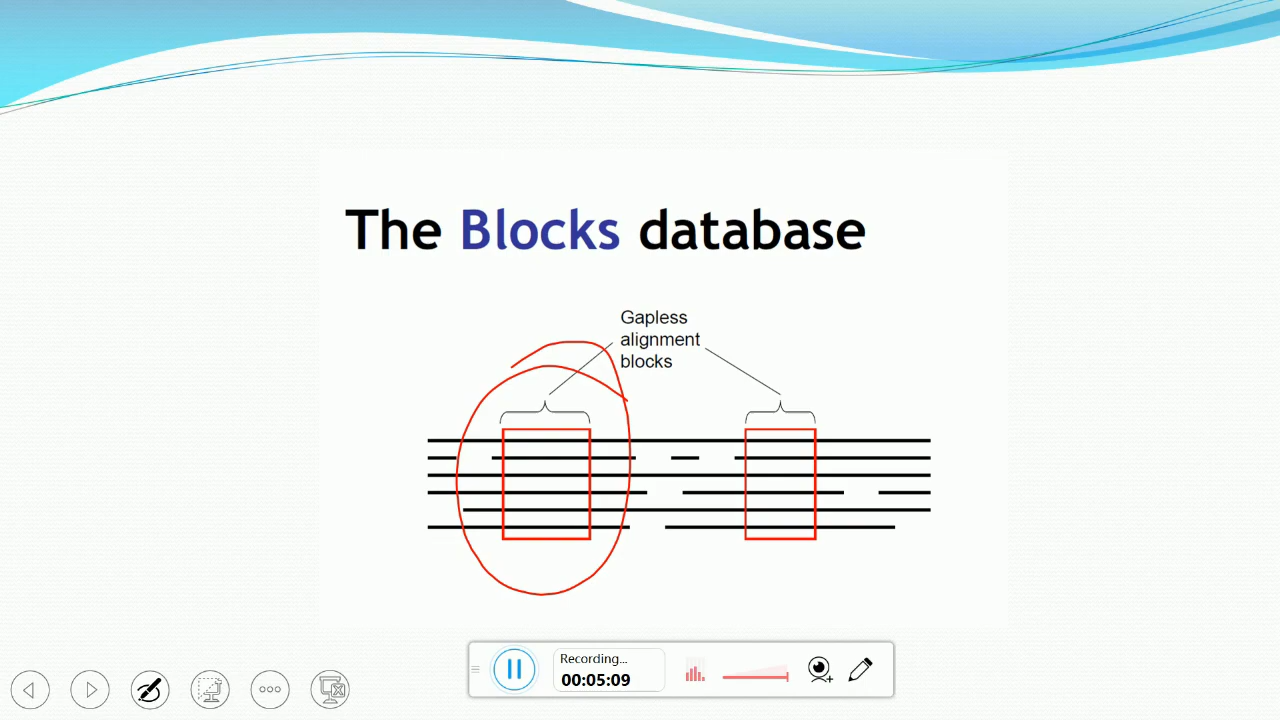 The Blocks database
Gapless
alignment
blocks
Recording...
00:05:09